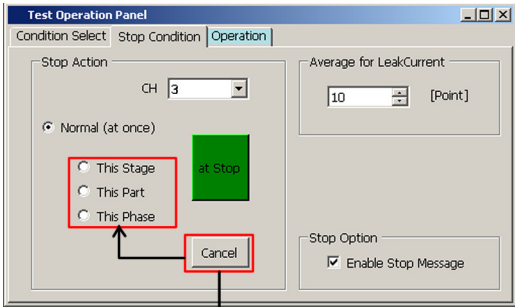 Test Operation Panel
Condition Select Stop Condition Operation
Stop Action
CH 3
Normal (at once)
This Stage
This Part
This Phase
at Stop
Cancel
Average for LeakCurrent
10 [Point]
Stop Option
Enable Stop Message